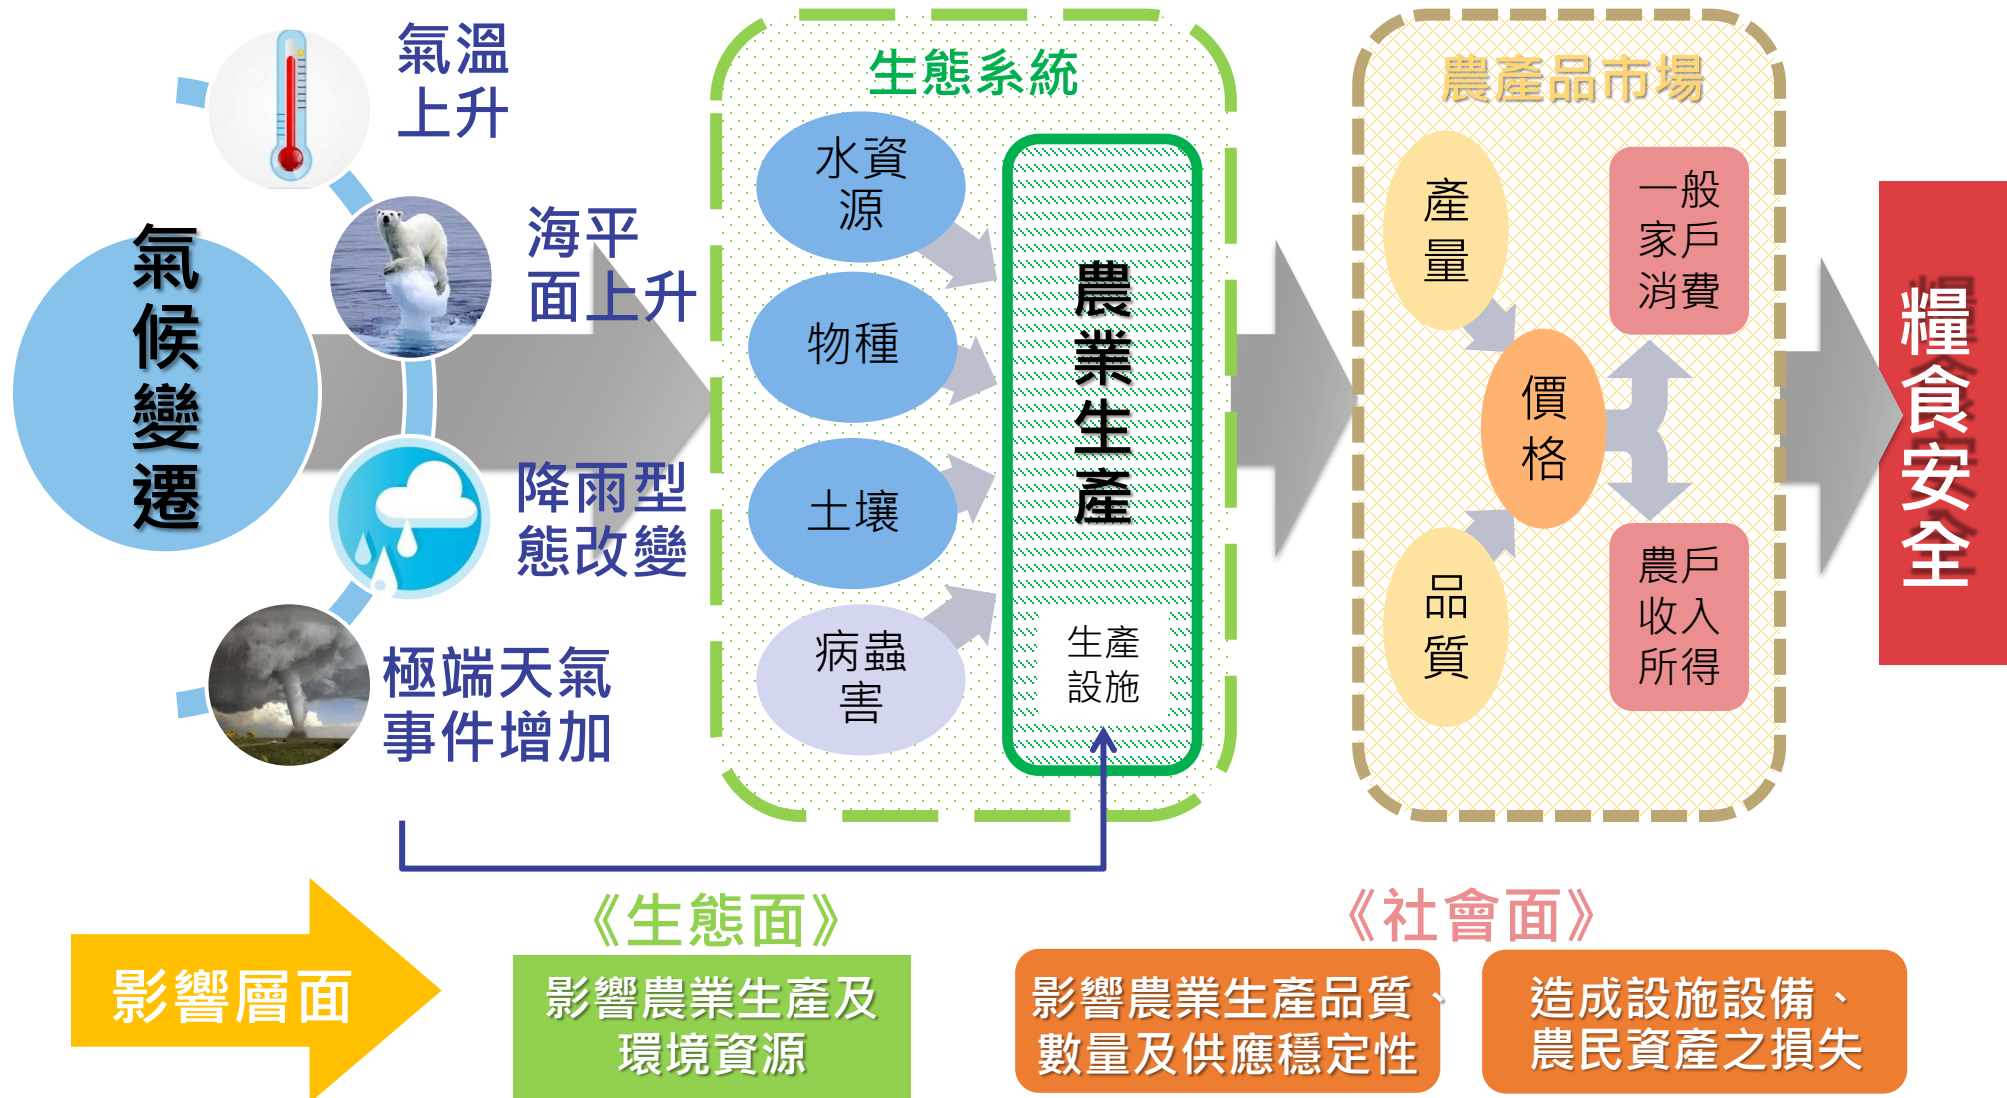 氣候變遷
氣溫
上升
海平
面上升
降雨型
態改變
極端天氣
事件增加
生態系統
水資
源
物種
土壤
病蟲
害
農業生產
生產
設施
農產品市場
產
量
品
質
價
格
一般
家戶
消費
農戶
收入
所得
糧食安全
影響層面
《生態面》
影響農業生產及
環境資源
《社會面》
影響農業生產品質、
數量及供應穩定性
造成設施設備、
農民資產之損失